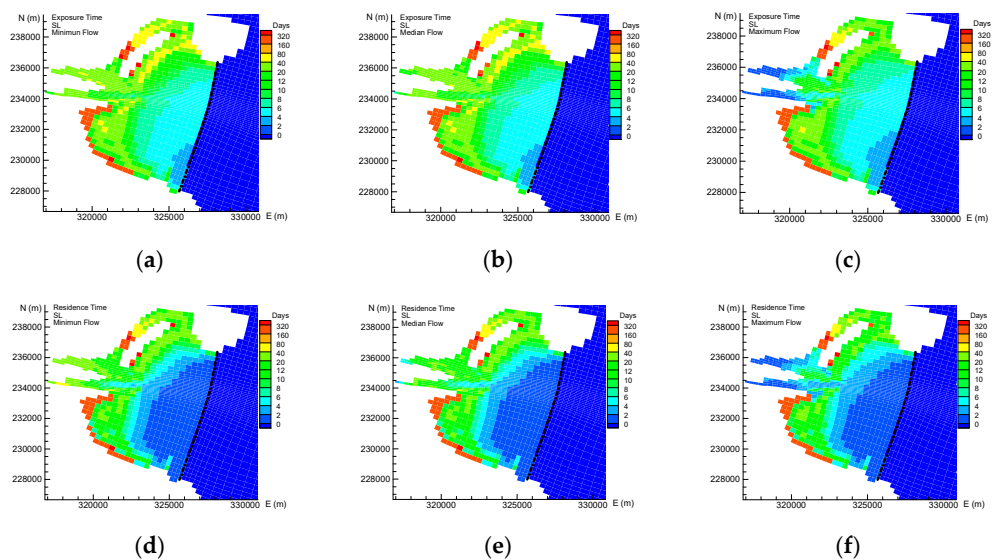 N (m)
Exposure Time
SL
Minimun Flow
Days
320
160
80
40
20
12
10
8
6
4
2
0
238000
236000
234000
232000
230000
228000
320000 325000 330000 E (m)
(a)
N (m)
Exposure Time
SL
Median Flow
Days
320
160
80
40
20
12
10
8
6
4
2
0
238000
236000
234000
232000
230000
228000
320000 325000 330000 E (m)
(b)
N (m)
Exposure Time
SL
Maximum Flow
Days
320
160
80
40
20
12
10
8
6
4
2
0
238000
236000
234000
232000
230000
228000
320000 325000 330000 E (m)
(c)
N (m)
Residence Time
SL
Minimun Flow
Days
320
160
80
40
20
12
10
8
6
4
2
0
238000
236000
234000
232000
230000
228000
320000 325000 330000 E (m)
(d)
N (m)
Residence Time
SL
Median Flow
Days
320
160
80
40
20
12
10
8
6
4
2
0
238000
236000
234000
232000
230000
228000
320000 325000 330000 E (m)
(e)
N (m)
Residence Time
SL
Maximum Flow
Days
320
160
80
40
20
12
10
8
6
4
2
0
238000
236000
234000
232000
230000
228000
320000 325000 330000 E (m)
(f)